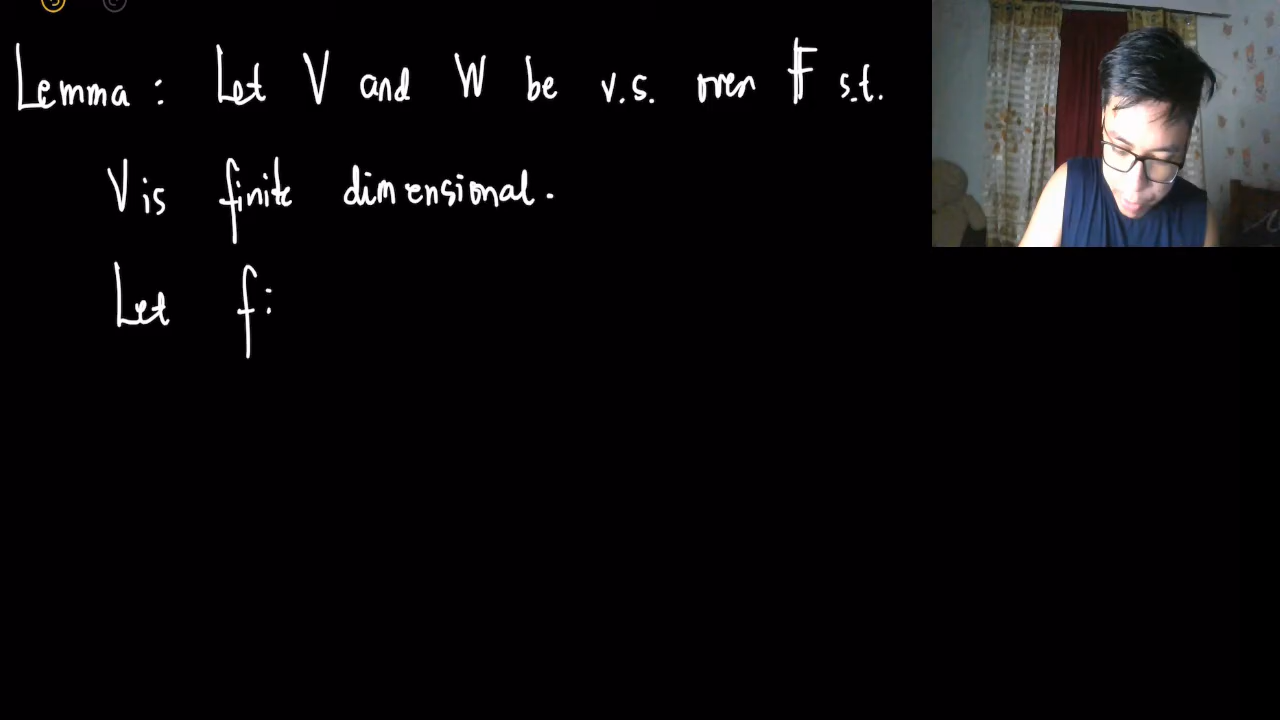 Lemma : Let V and W be v.s. over 𝔽 s.t.
V is finite dimensional.
Let f :